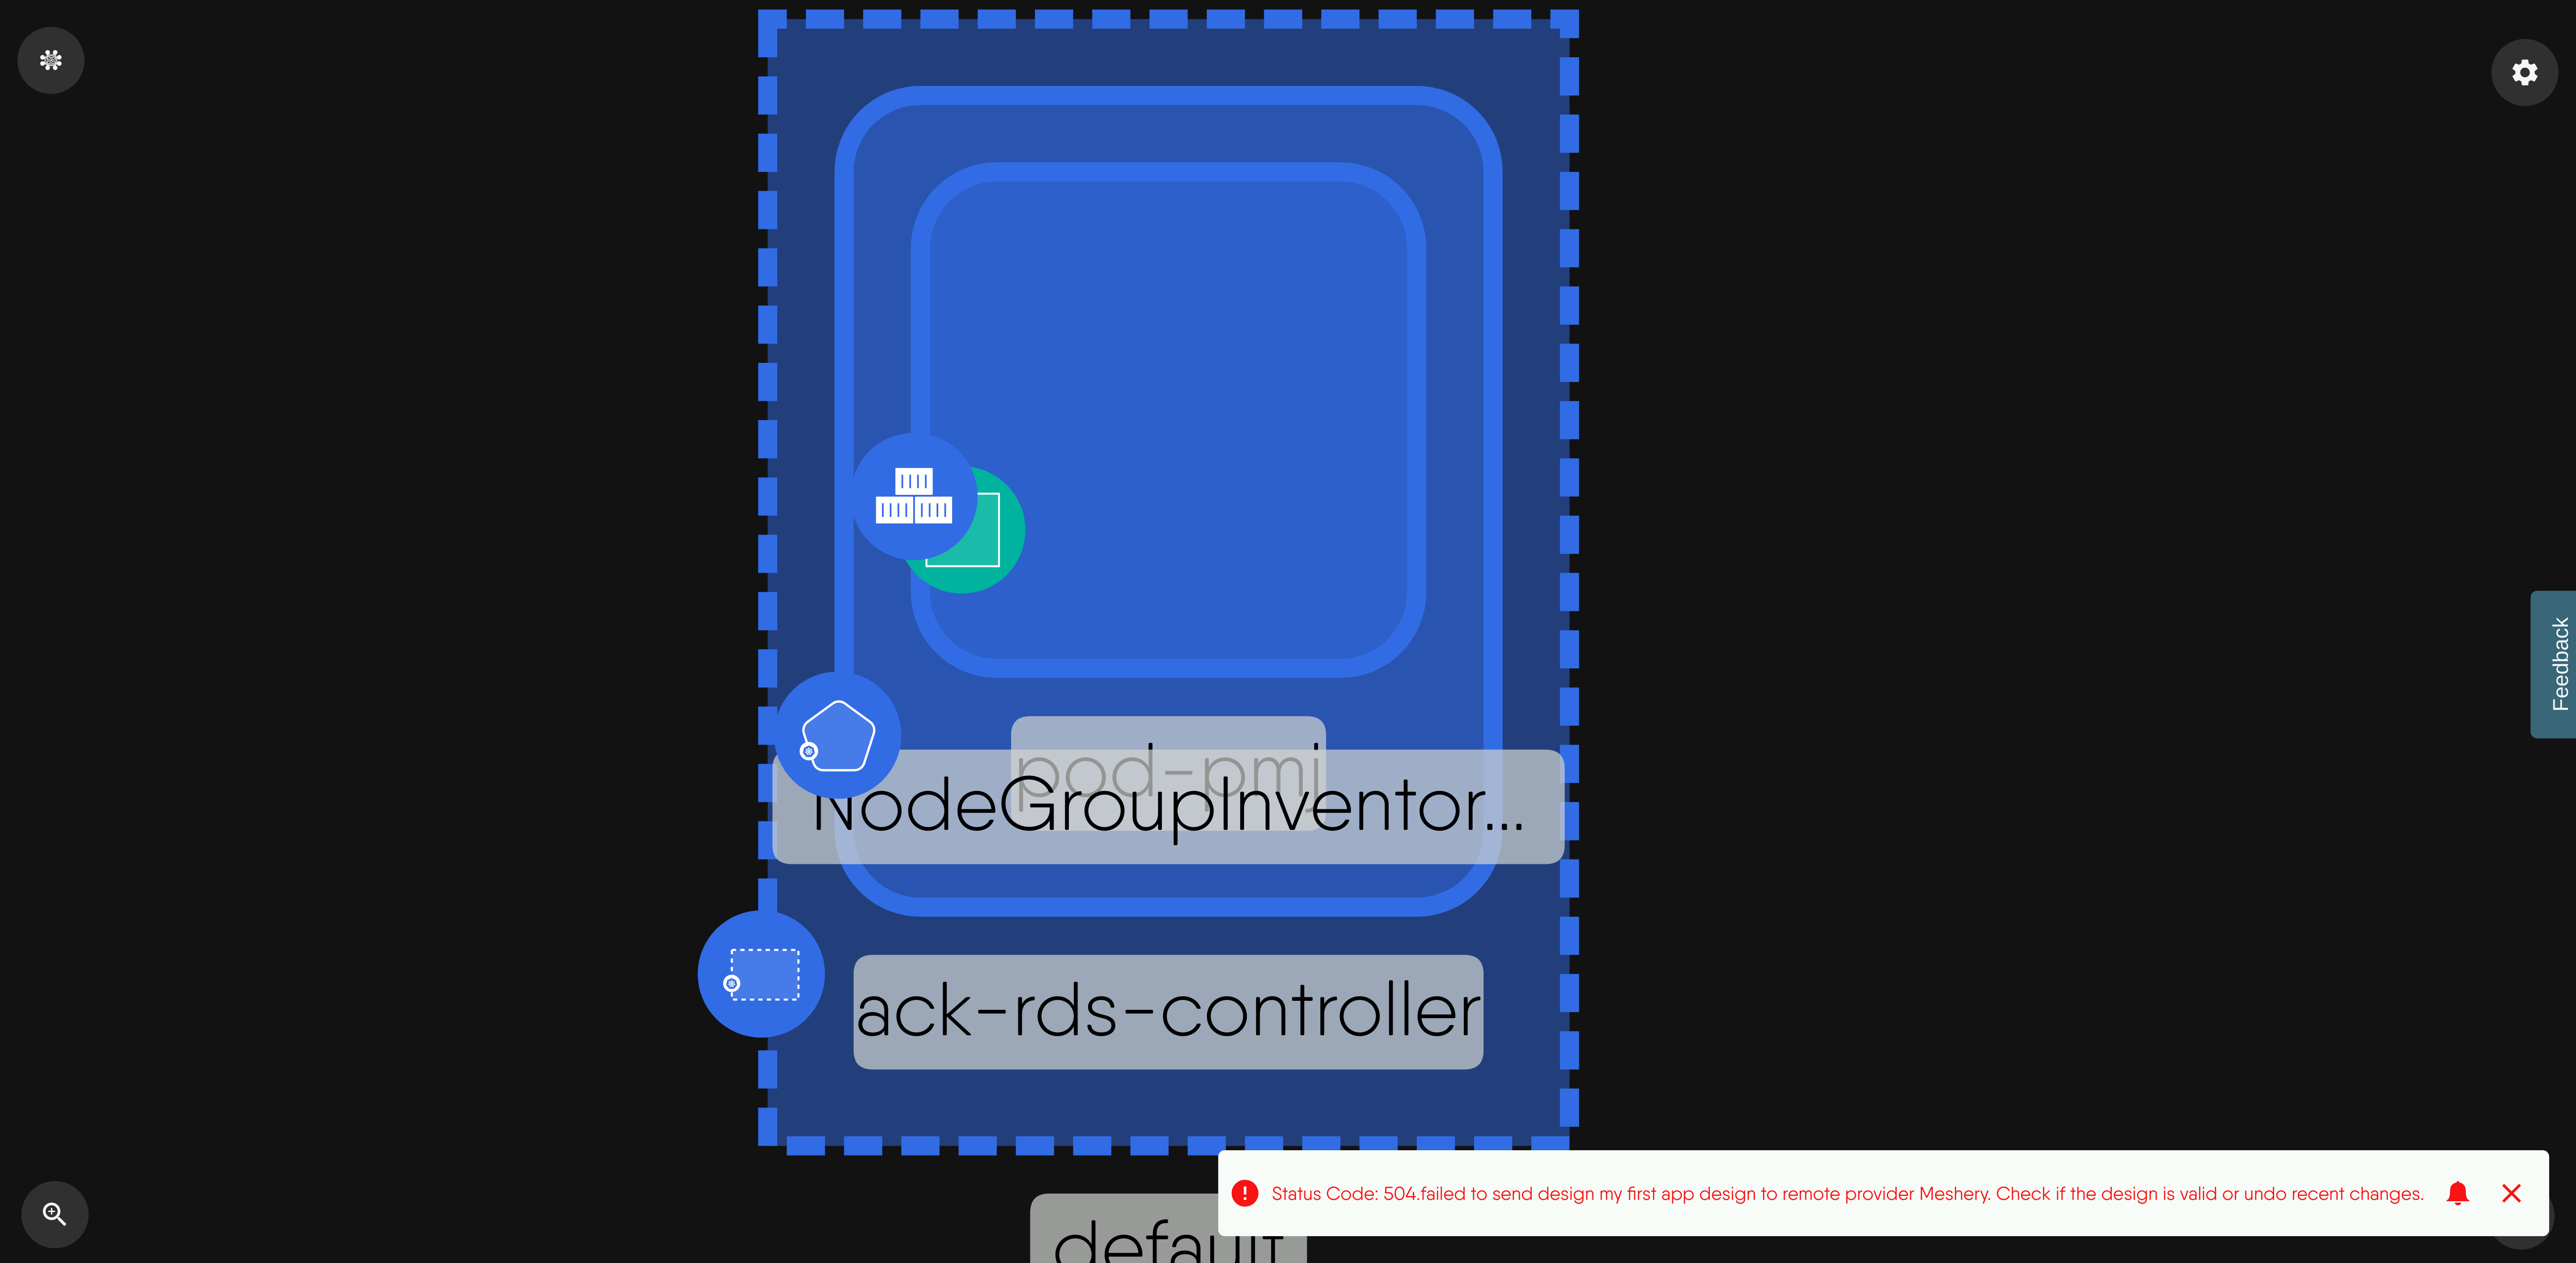 pod-pmj
NodeGroupInventor...
ack-rds-controller
Feedback
Status Code: 504.failed to send design my first app design to remote provider Meshery. Check if the design is valid or undo recent changes.
default